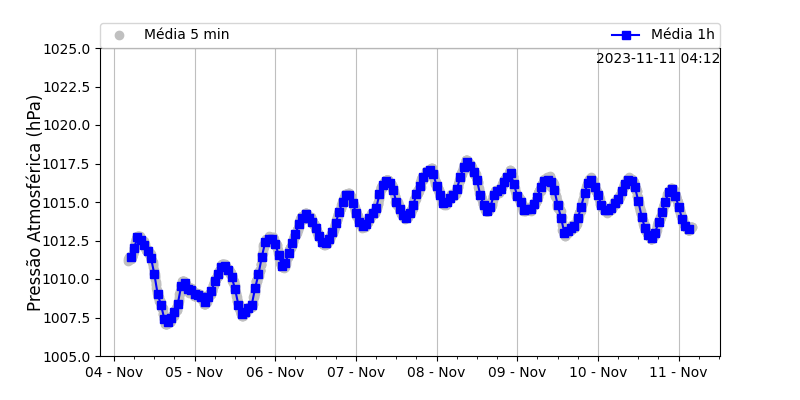 Média 5 min
Média 1h
2023-11-11 04:12
Pressão Atmosférica (hPa)
1025.0
1022.5
1020.0
1017.5
1015.0
1012.5
1010.0
1007.5
1005.0
04 - Nov
05 - Nov
06 - Nov
07 - Nov
08 - Nov
09 - Nov
10 - Nov
11 - Nov